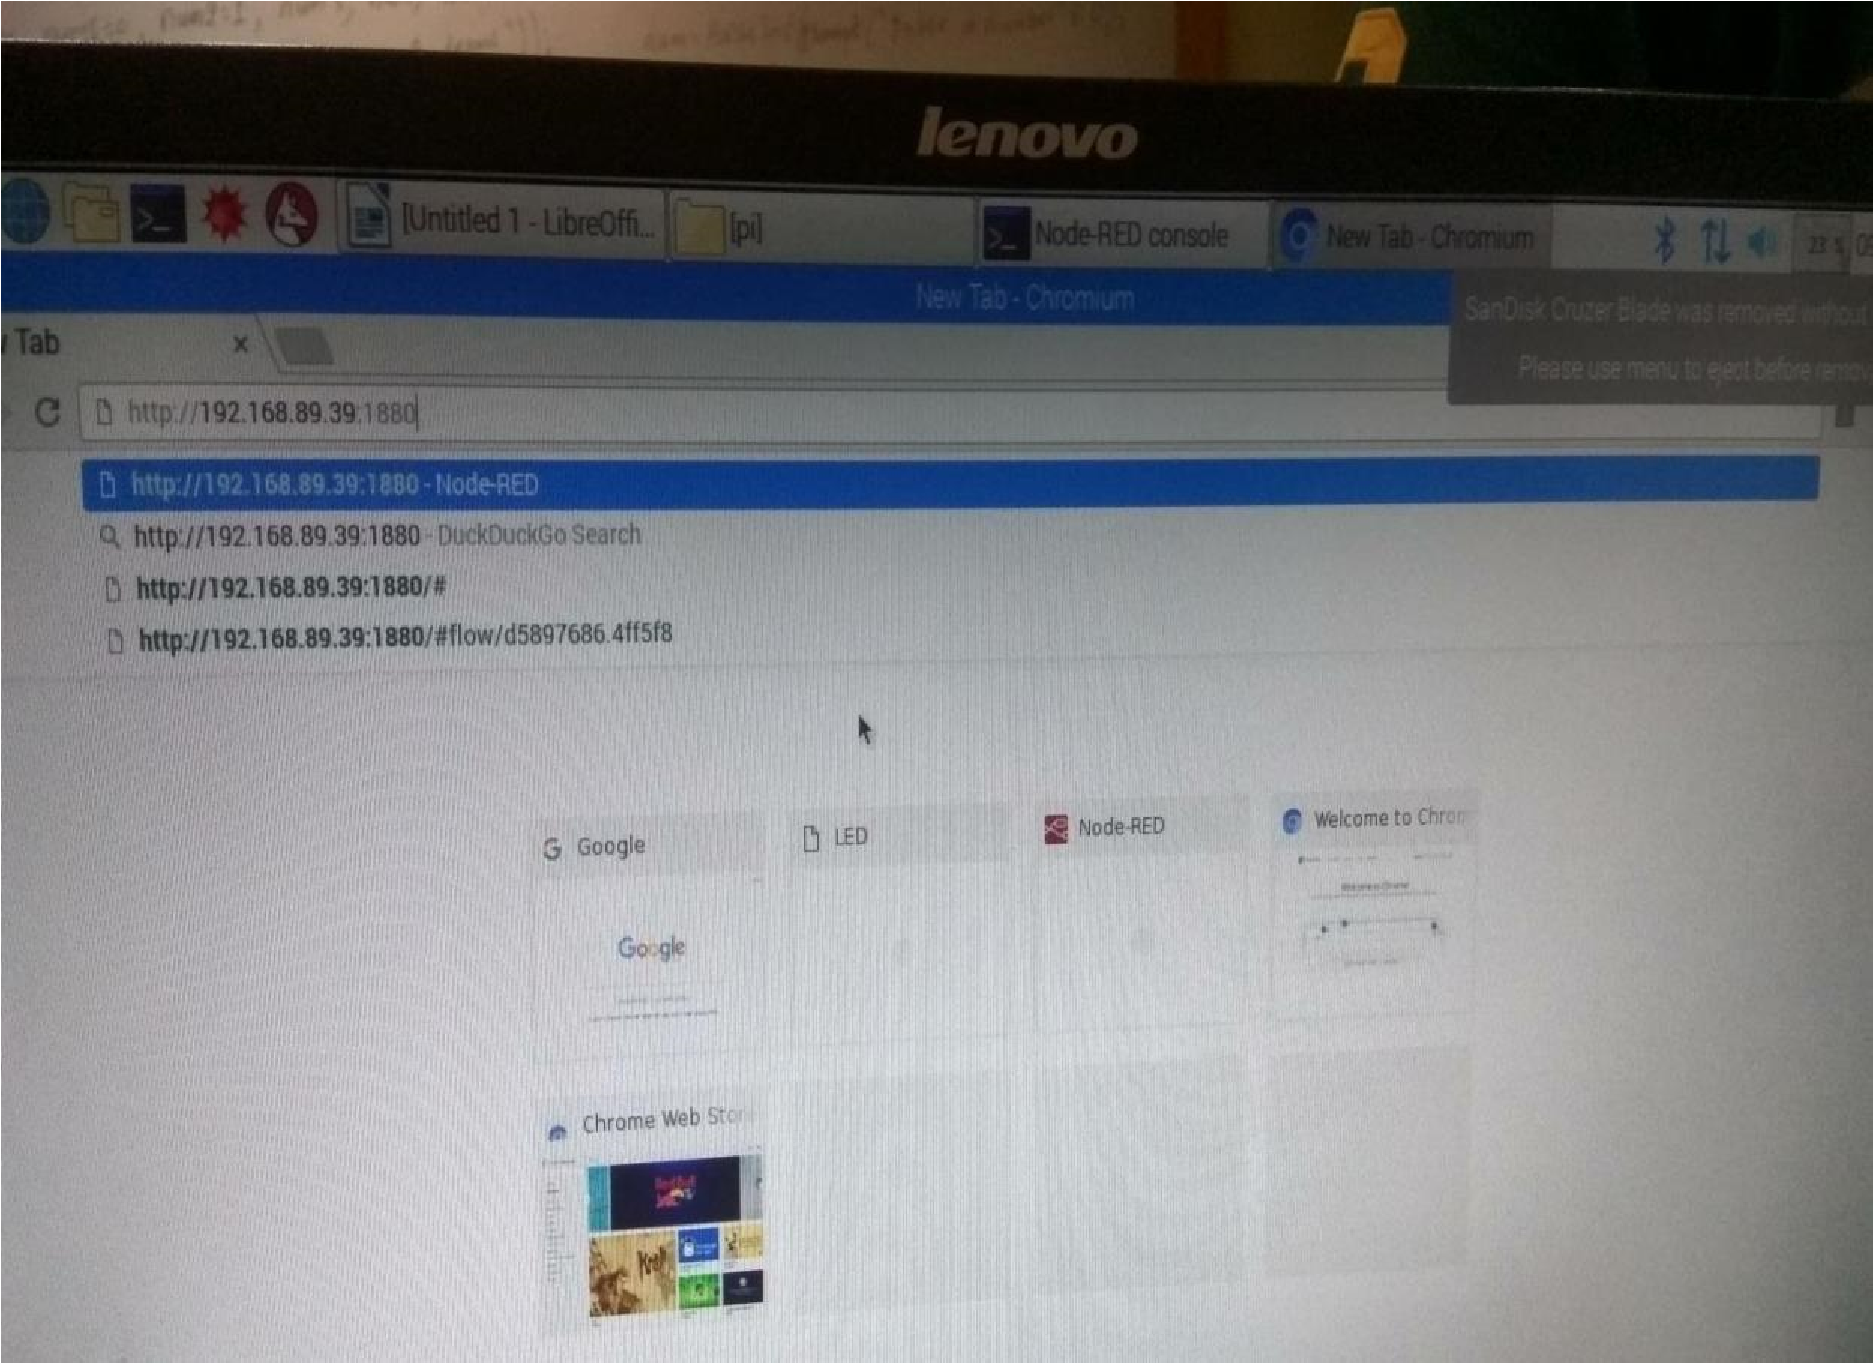 lenovo
[Untitled 1 - LibreOffi...
[pi]
Node-RED console
New Tab - Chromium
23 %
New Tab - Chromium
SanDisk Cruzer Blade was removed without
Please use menu to eject before remov
Tab
http://192.168.89.39:1880
http://192.168.89.39:1880 - Node-RED
http://192.168.89.39:1880 - DuckDuckGo Search
http://192.168.89.39:1880/#
http://192.168.89.39:1880/#flow/d5897686.4ff5f8
Google
LED
Node-RED
Welcome to Chrom
Google
Chrome Web Stor